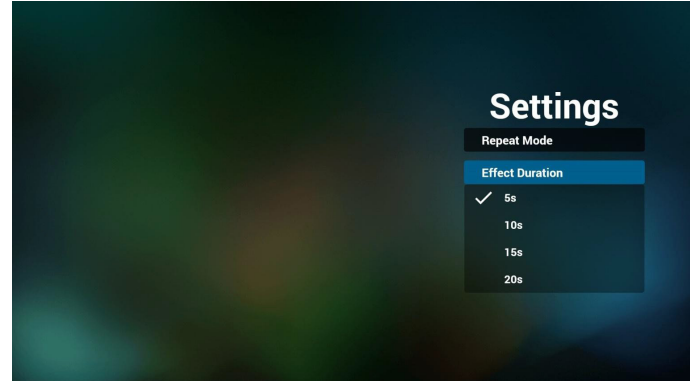 Settings
Repeat Mode
Effect Duration
5s
10s
15s
20s